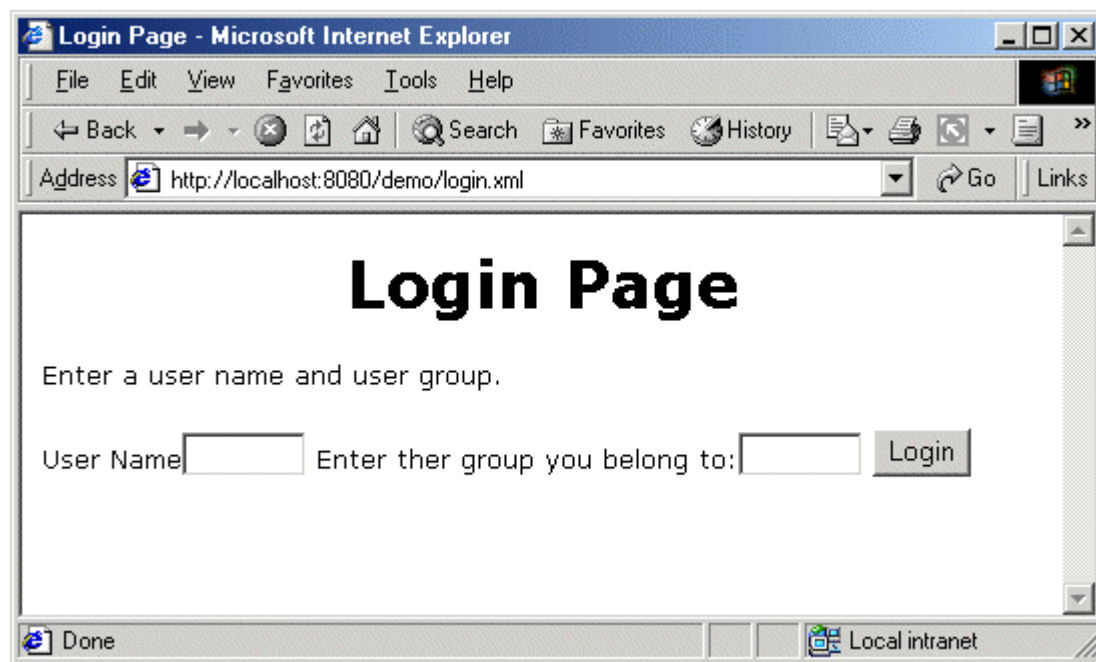 Login Page - Microsoft Internet Explorer
File Edit View Favorites Tools Help
Back Search Favorites History »
Address http://localhost:8080/demo/login.xml Go Links
Login Page
Enter a user name and user group.
User Name Enter ther group you belong to: Login
Done Local intranet